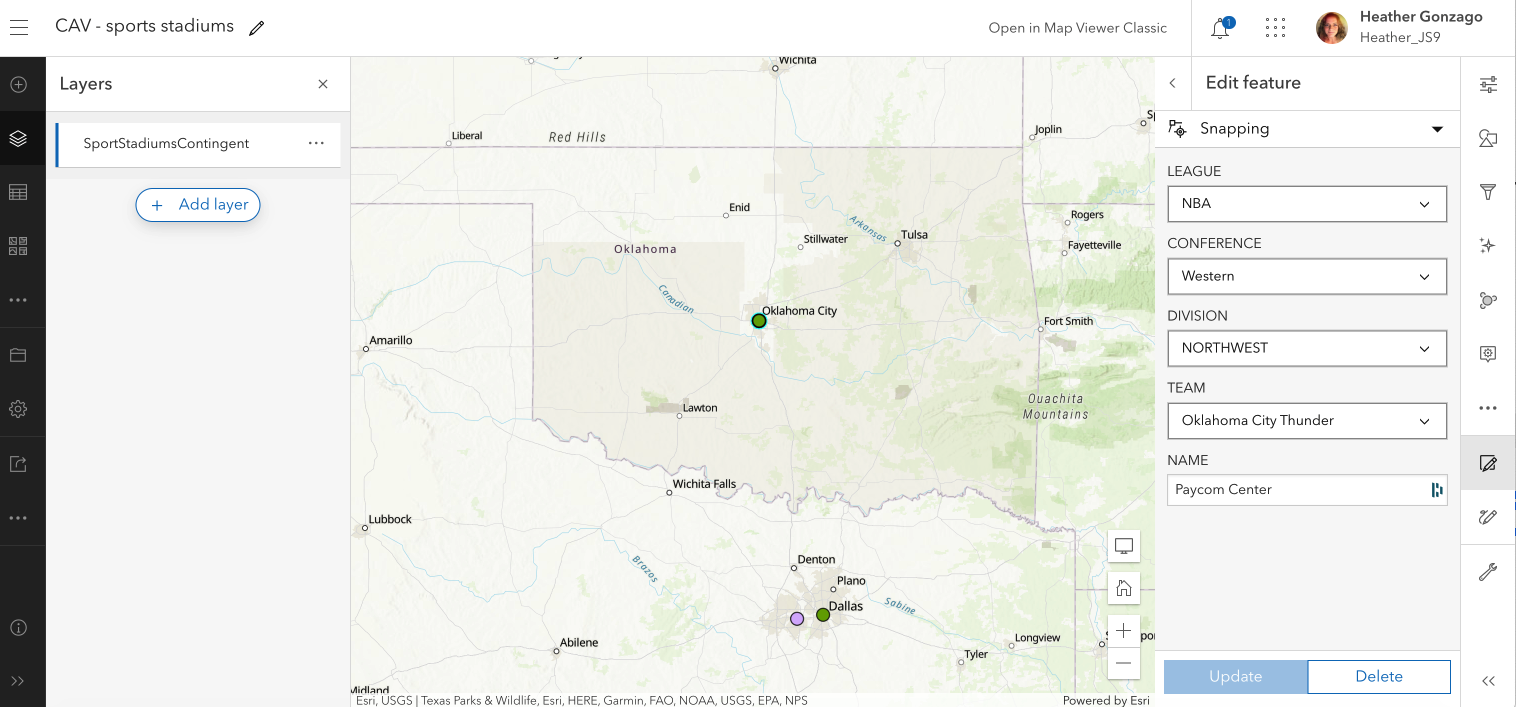 CAV - sports stadiums
Open in Map Viewer Classic
1
Heather Gonzago
Heather_JS9
Layers
SportStadiumsContingent
Add layer
Wichita
Liberal
Red Hills
Joplin
Enid
Rogers
Arkansas
Stillwater
Tulsa
Fayetteville
Oklahoma
Canadian
Oklahoma City
Fort Smith
Amarillo
Ouachita
Mountains
Lawton
Wichita Falls
Lubbock
Denton
Brazos
Plano
Dallas
Sabine
Abilene
Longview
Tyler
Midland
Esri, USGS | Texas Parks & Wildlife, Esri, HERE, Garmin, FAO, NOAA, USGS, EPA, NPS
Powered by Esri
Edit feature
Snapping
LEAGUE
NBA
CONFERENCE
Western
DIVISION
NORTHWEST
TEAM
Oklahoma City Thunder
NAME
Paycom Center
Update
Delete